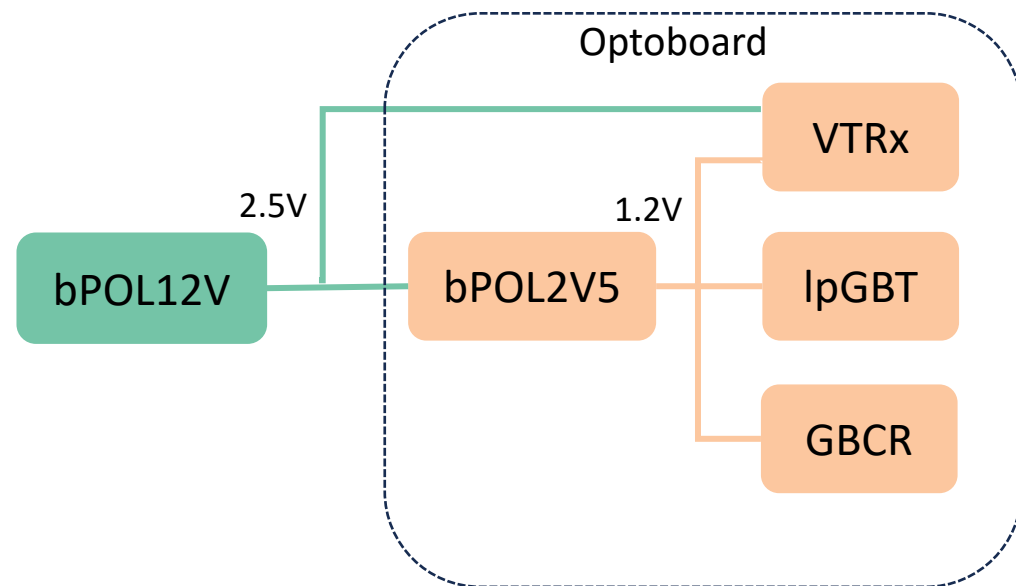 Optoboard
VTRx
2.5V
1.2V
bPOL12V
bPOL2V5
lpGBT
GBCR